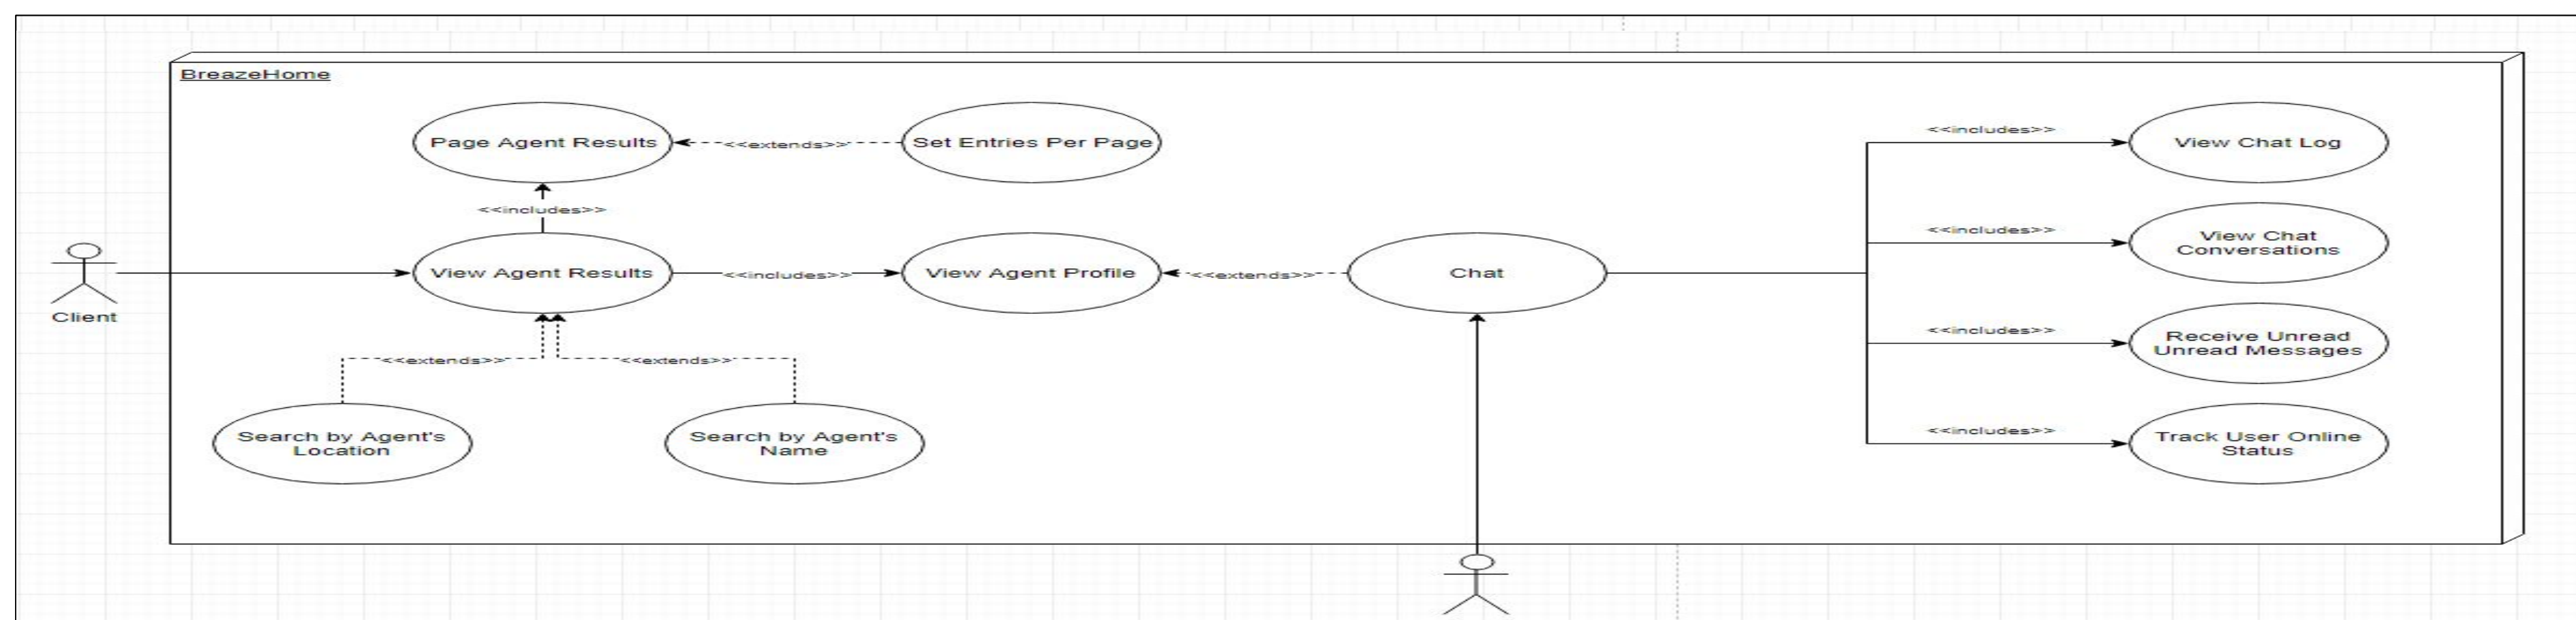 BreazeHome
Page Agent Results
<<extends>>
Set Entries Per Page
<<includes>>
View Chat Log
<<includes>>
<<includes>>
View Chat
Conversations
Client
View Agent Results
<<includes>>
View Agent Profile
<<extends>>
Chat
<<includes>>
Receive Unread
Unread Messages
<<extends>>
<<extends>>
Search by Agent's
Location
Search by Agent's
Name
<<includes>>
Track User Online
Status